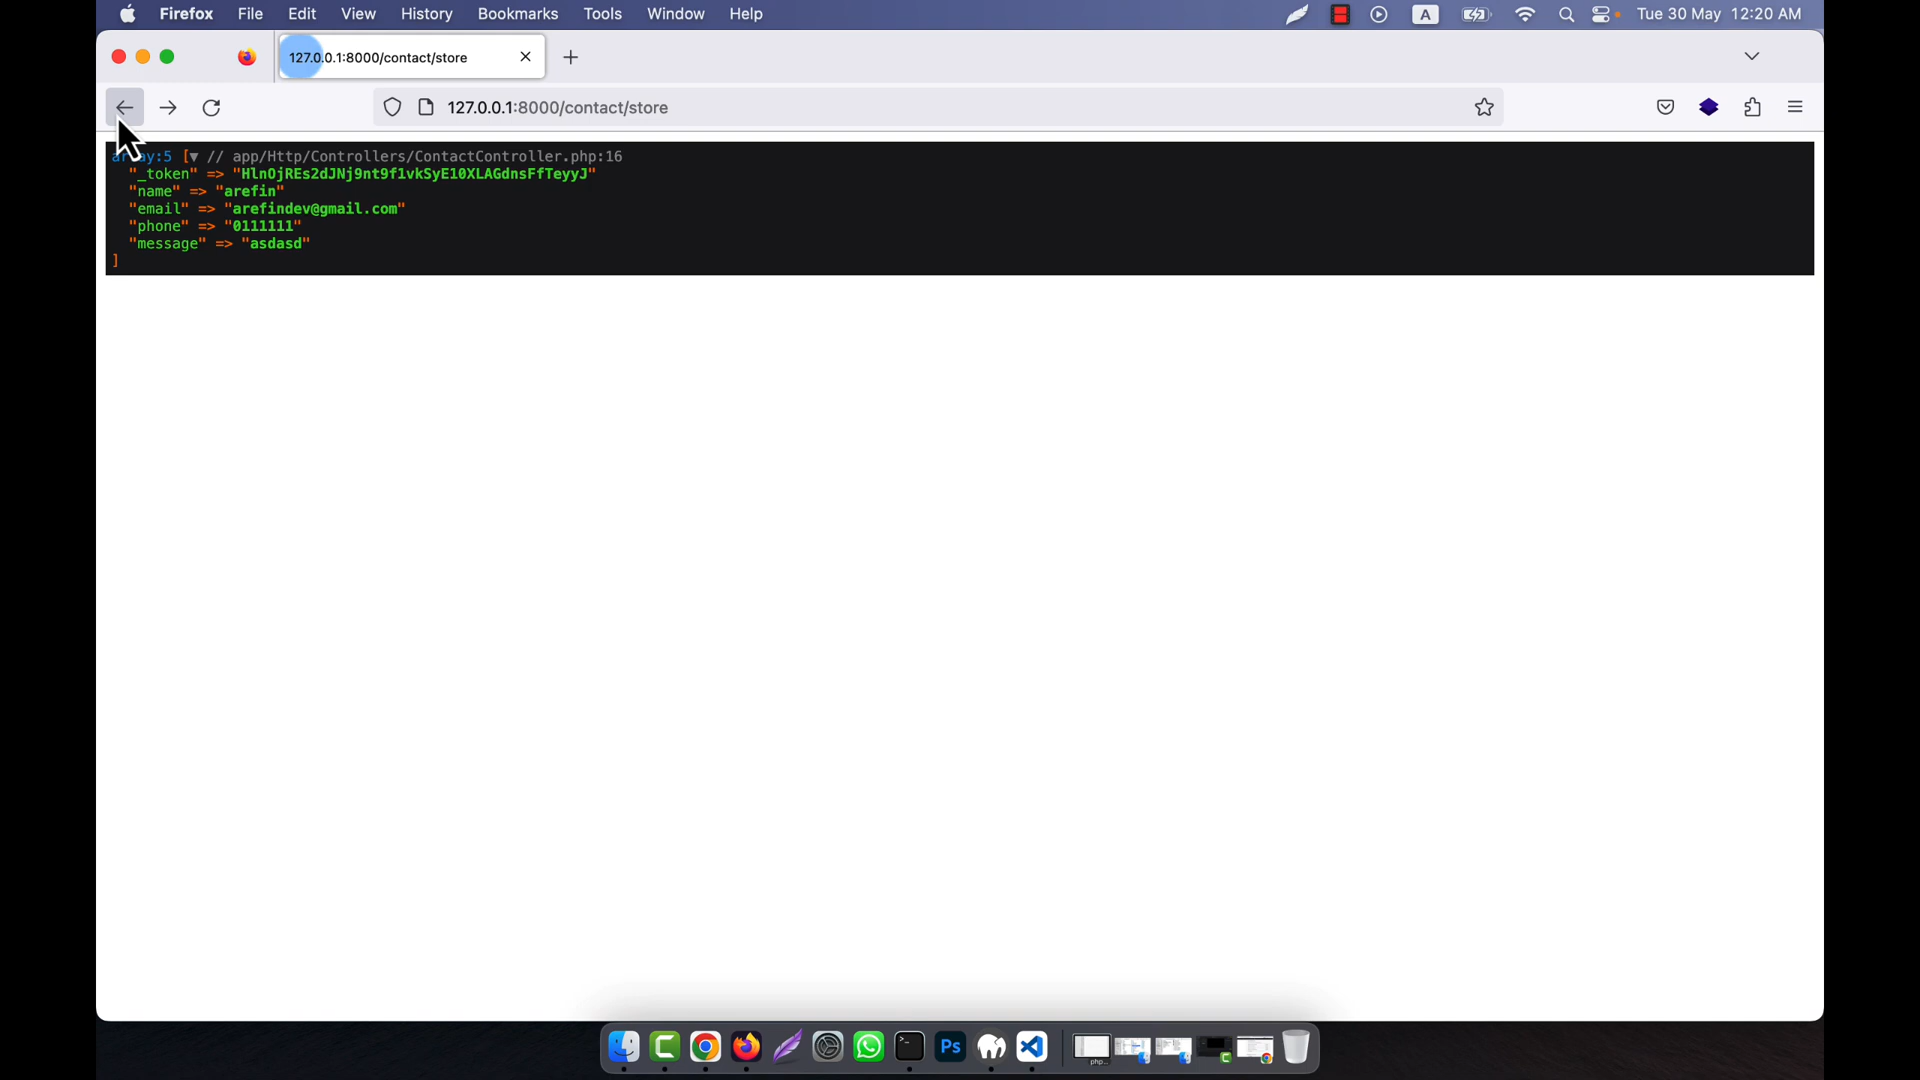 Firefox File Edit View History Bookmarks Tools Window Help A Tue 30 May 12:20 AM
127.0.0.1:8000/contact/store
127.0.0.1:8000/contact/store
array:5 [▼ // app/Http/Controllers/ContactController.php:16
"_token" => "HlnOjREs2dJNj9nt9f1vkSyE10XLAGdnsFfTeyyJ"
"name" => "arefin"
"email" => "arefindev@gmail.com"
"phone" => "0111111"
"message" => "asdasd"
]
Ps
php...